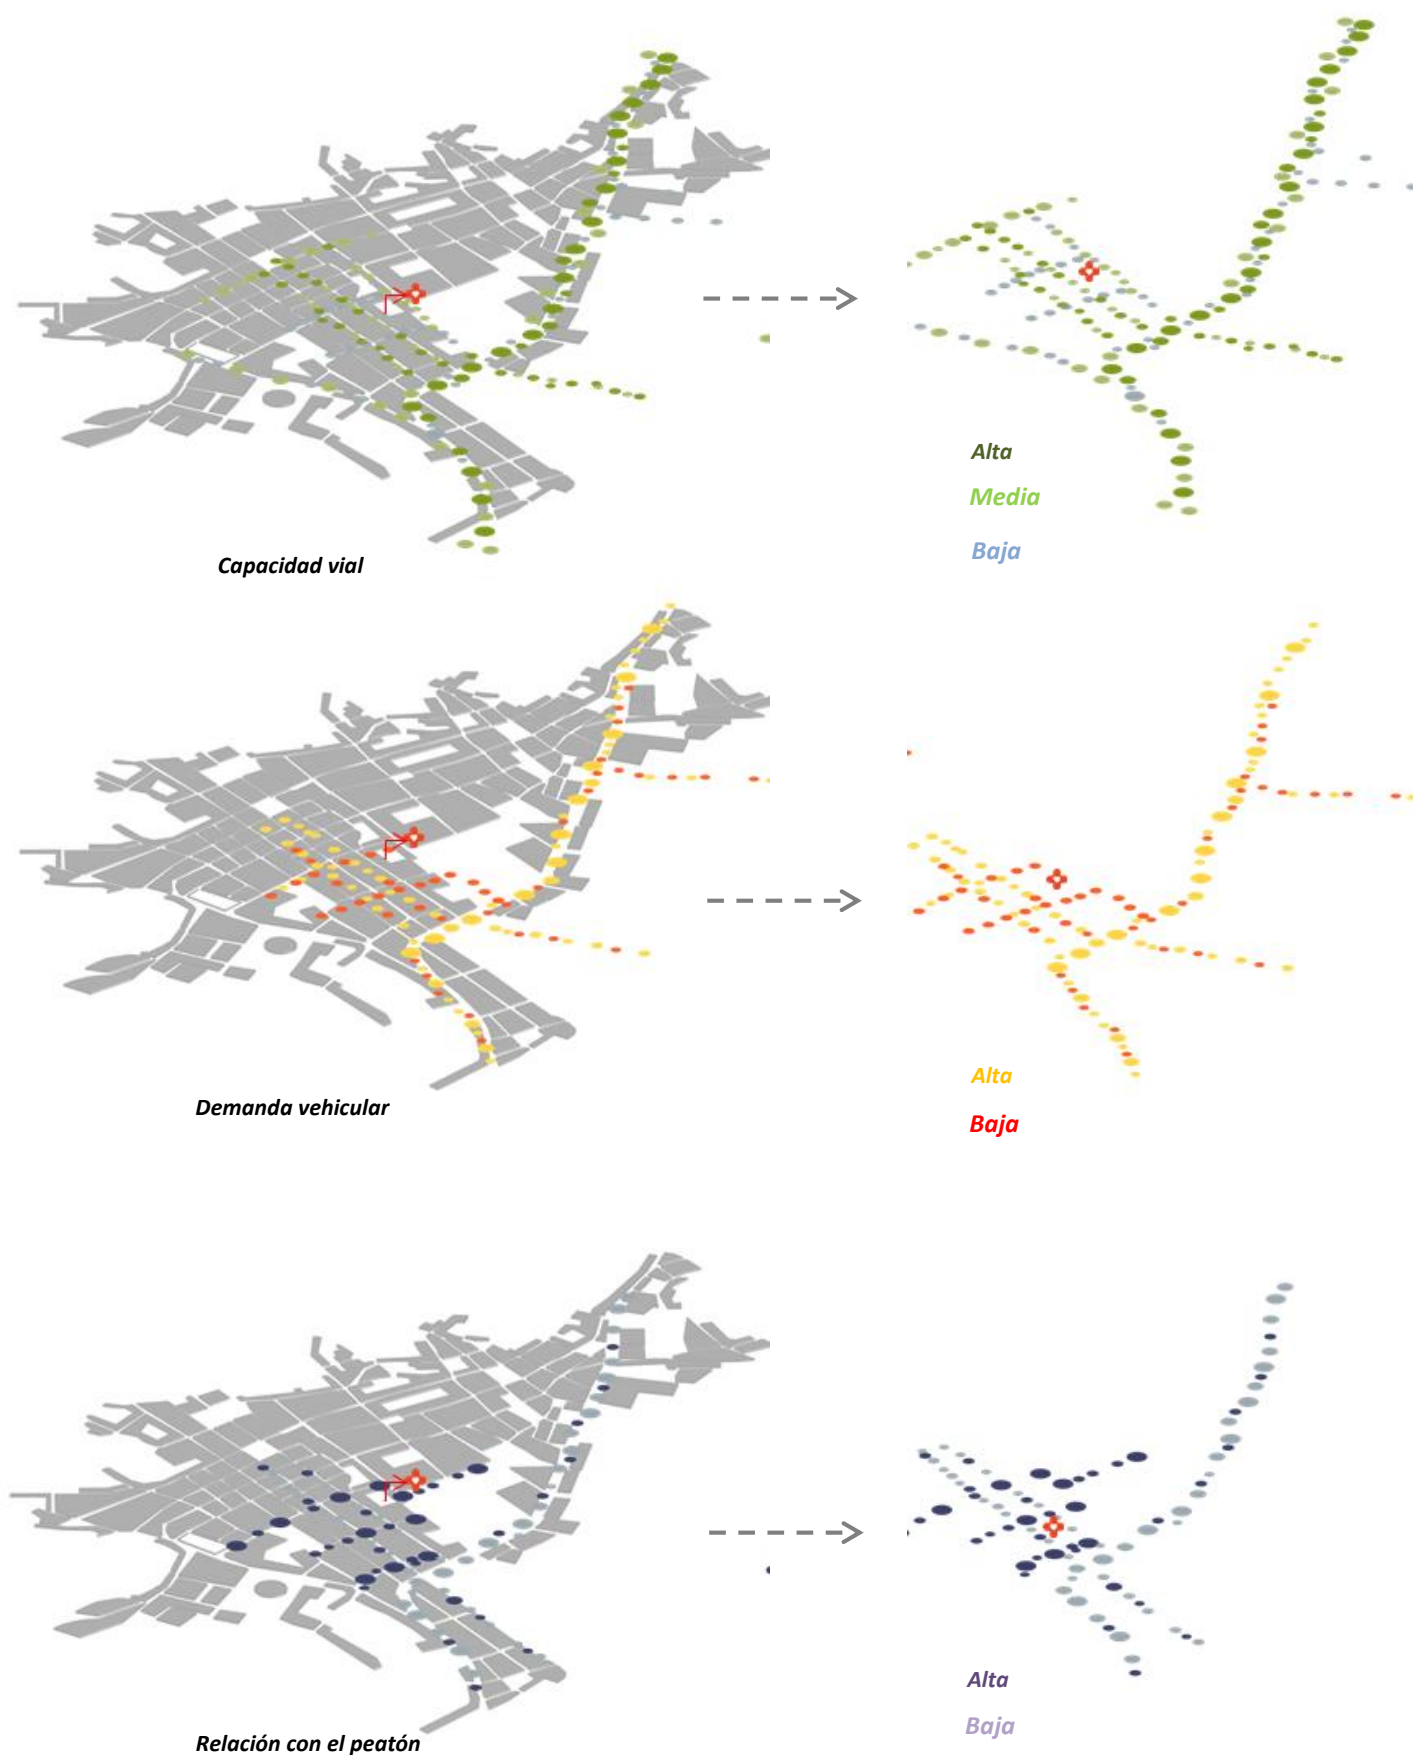 Alta
Media
Baja
Capacidad vial
Alta
Baja
Demanda vehicular
Alta
Baja
Relación con el peatón